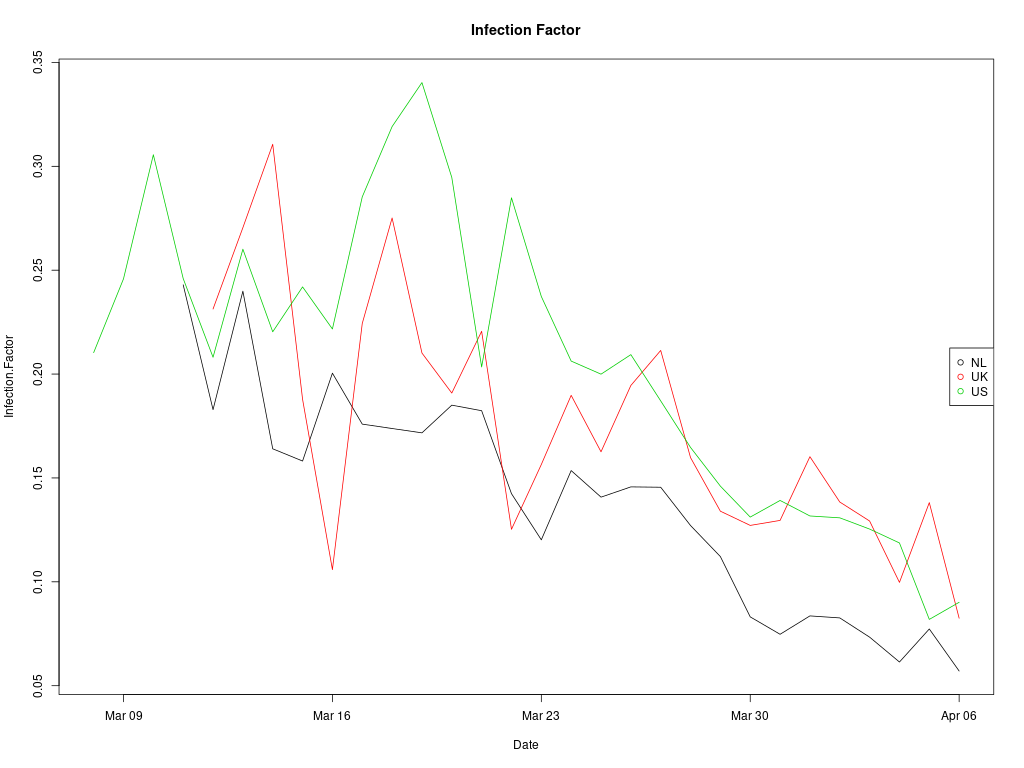 Infection Factor
Infection.Factor
0.35
0.30
0.25
0.20
0.15
0.10
0.05
NL
UK
US
Mar 09
Mar 16
Mar 23
Mar 30
Apr 06
Date